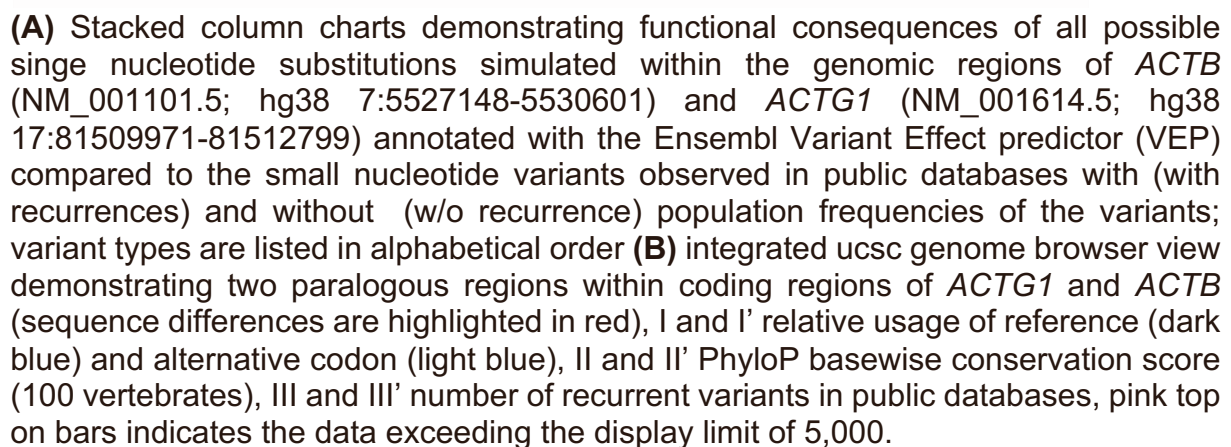 (A) Stacked column charts demonstrating functional consequences of all possible
singe nucleotide substitutions simulated within the genomic regions of ACTB
(NM_001101.5; hg38 7:5527148-5530601) and ACTG1 (NM_001614.5; hg38
17:81509971-81512799) annotated with the Ensembl Variant Effect predictor (VEP)
compared to the small nucleotide variants observed in public databases with (with
recurrences) and without (w/o recurrence) population frequencies of the variants;
variant types are listed in alphabetical order (B) integrated ucsc genome browser view
demonstrating two paralogous regions within coding regions of ACTG1 and ACTB
(sequence differences are highlighted in red), I and I’ relative usage of reference (dark
blue) and alternative codon (light blue), II and II’ PhyloP basewise conservation score
(100 vertebrates), III and III’ number of recurrent variants in public databases, pink top
on bars indicates the data exceeding the display limit of 5,000.